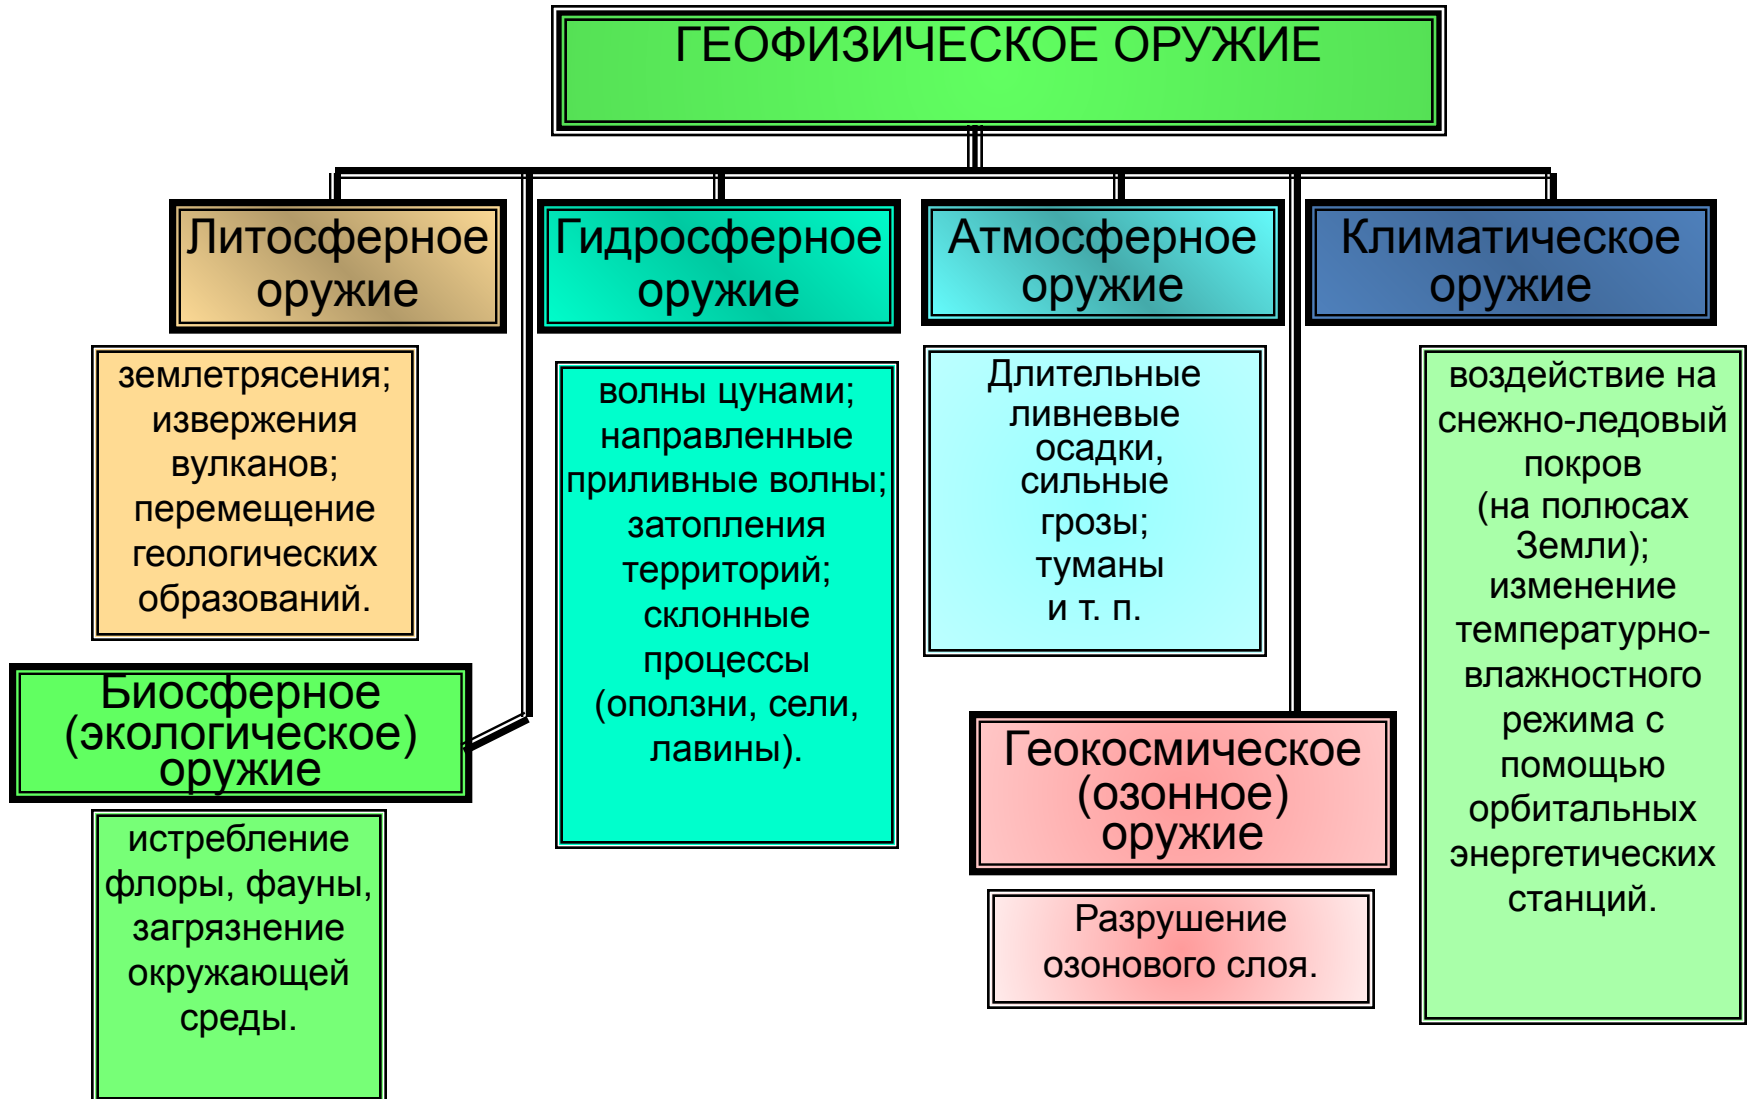 ГЕОФИЗИЧЕСКОЕ ОРУЖИЕ
Литосферное
оружие
Гидросферное
оружие
Атмосферное
оружие
Климатическое
оружие
землетрясения;
извержения
вулканов;
перемещение
геологических
образований.
волны цунами;
направленные
приливные волны;
затопления
территорий;
склонные
процессы
(оползни, сели,
лавины).
Длительные
ливневые
осадки,
сильные
грозы;
туманы
и т. п.
воздействие на
снежно-ледовый
покров
(на полюсах
Земли);
изменение
температурно-
влажностного
режима с
помощью
орбитальных
энергетических
станций.
Биосферное
(экологическое)
оружие
истребление
флоры, фауны,
загрязнение
окружающей
среды.
Геокосмическое
(озонное)
оружие
Разрушение
озонового слоя.